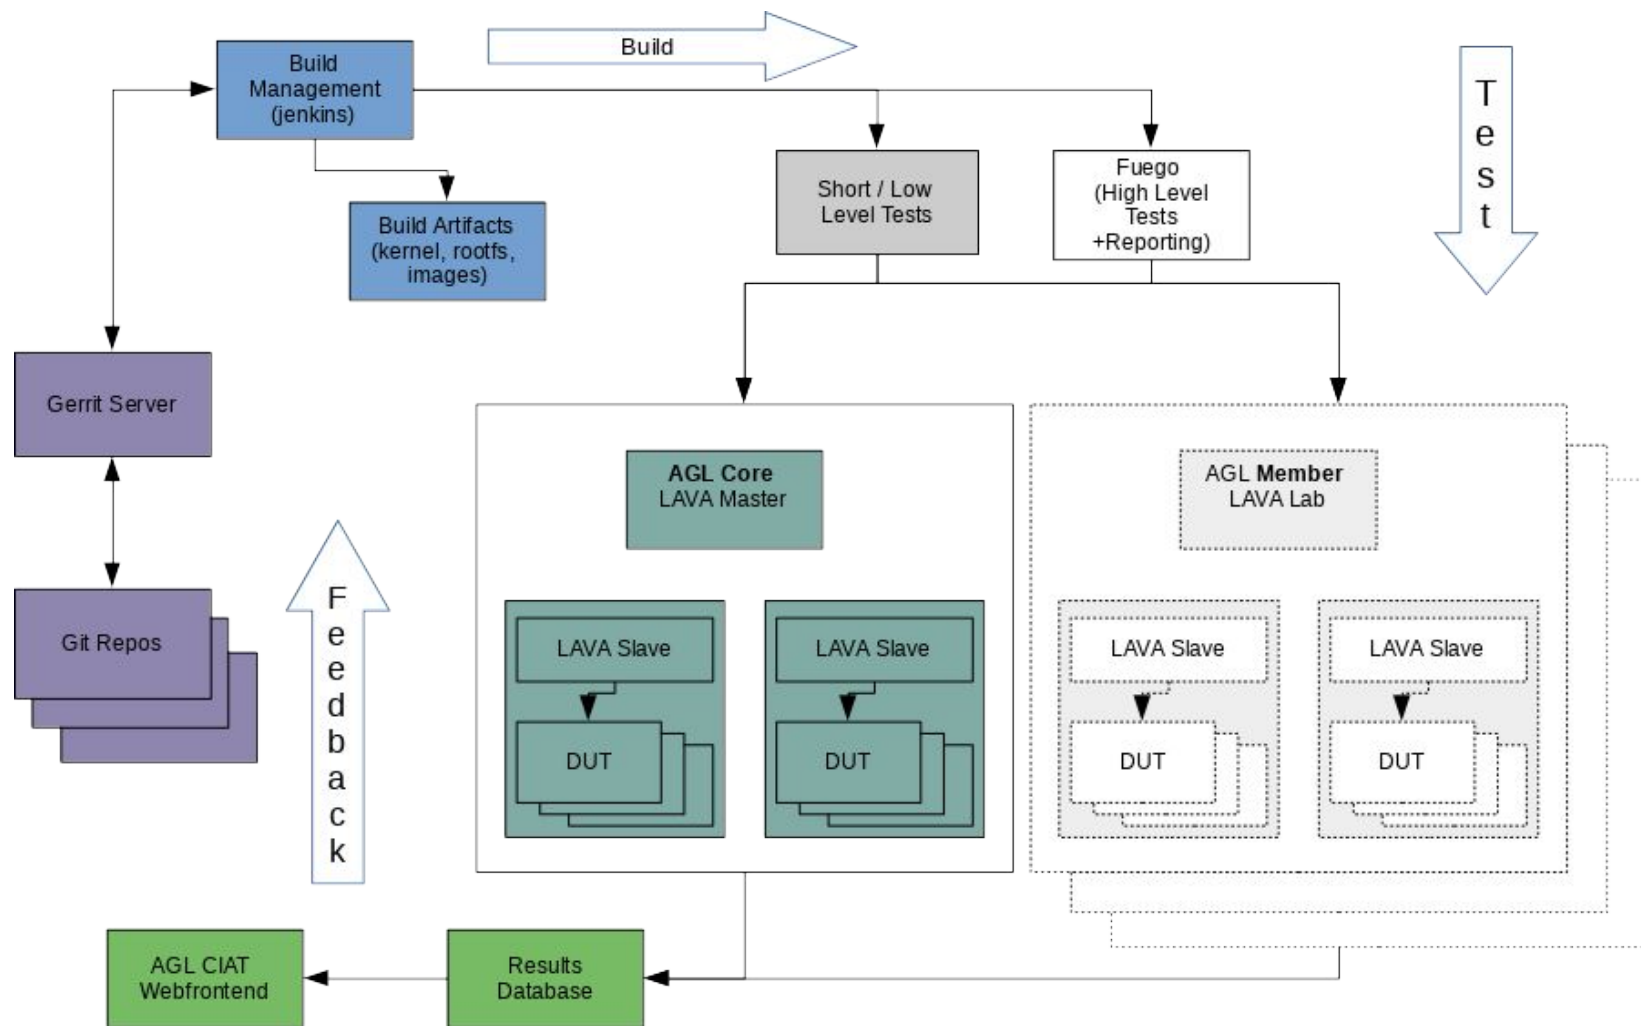 Build
Management
(jenkins)
Build
T
e
s
t
Short / Low
Level Tests
Fuego
(High Level
Tests
+Reporting)
Build Artifacts
(kernel, rootfs,
images)
Gerrit Server
AGL Core
LAVA Master
AGL Member
LAVA Lab
Git Repos
F
e
e
d
b
a
c
k
LAVA Slave
DUT
LAVA Slave
DUT
LAVA Slave
DUT
LAVA Slave
DUT
AGL CIAT
Webfrontend
Results
Database